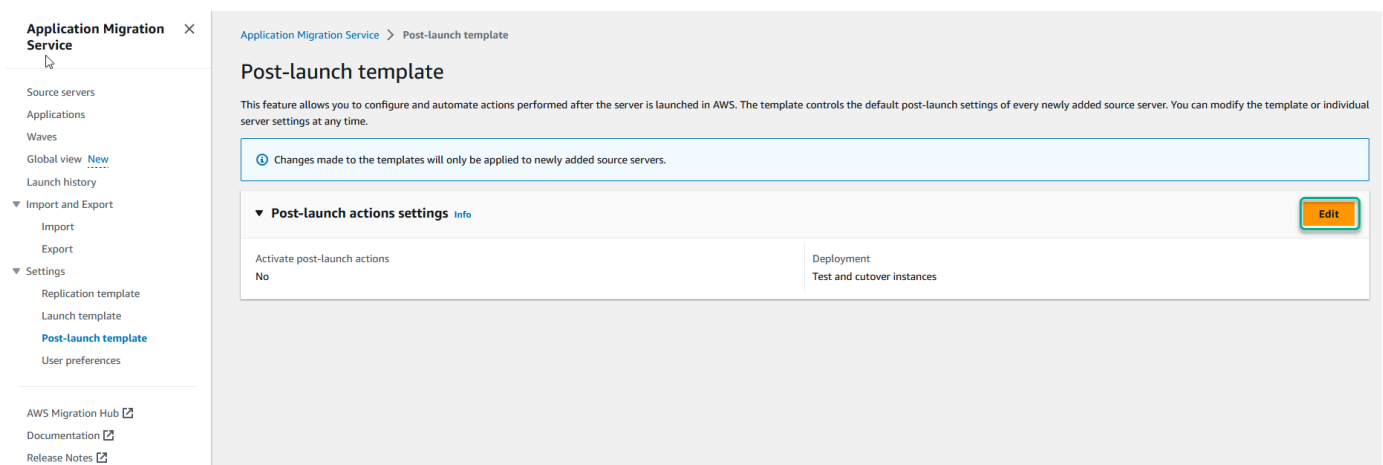 Application Migration
Service
Source servers
Applications
Waves
Global view New
Launch history
Import and Export
Import
Export
Settings
Replication template
Launch template
Post-launch template
User preferences
AWS Migration Hub
Documentation
Release Notes
Application Migration Service > Post-launch template
Post-launch template
This feature allows you to configure and automate actions performed after the server is launched in AWS. The template controls the default post-launch settings of every newly added source server. You can modify the template or individual
server settings at any time.
Changes made to the templates will only be applied to newly added source servers.
Post-launch actions settings Info
Edit
Activate post-launch actions
No
Deployment
Test and cutover instances